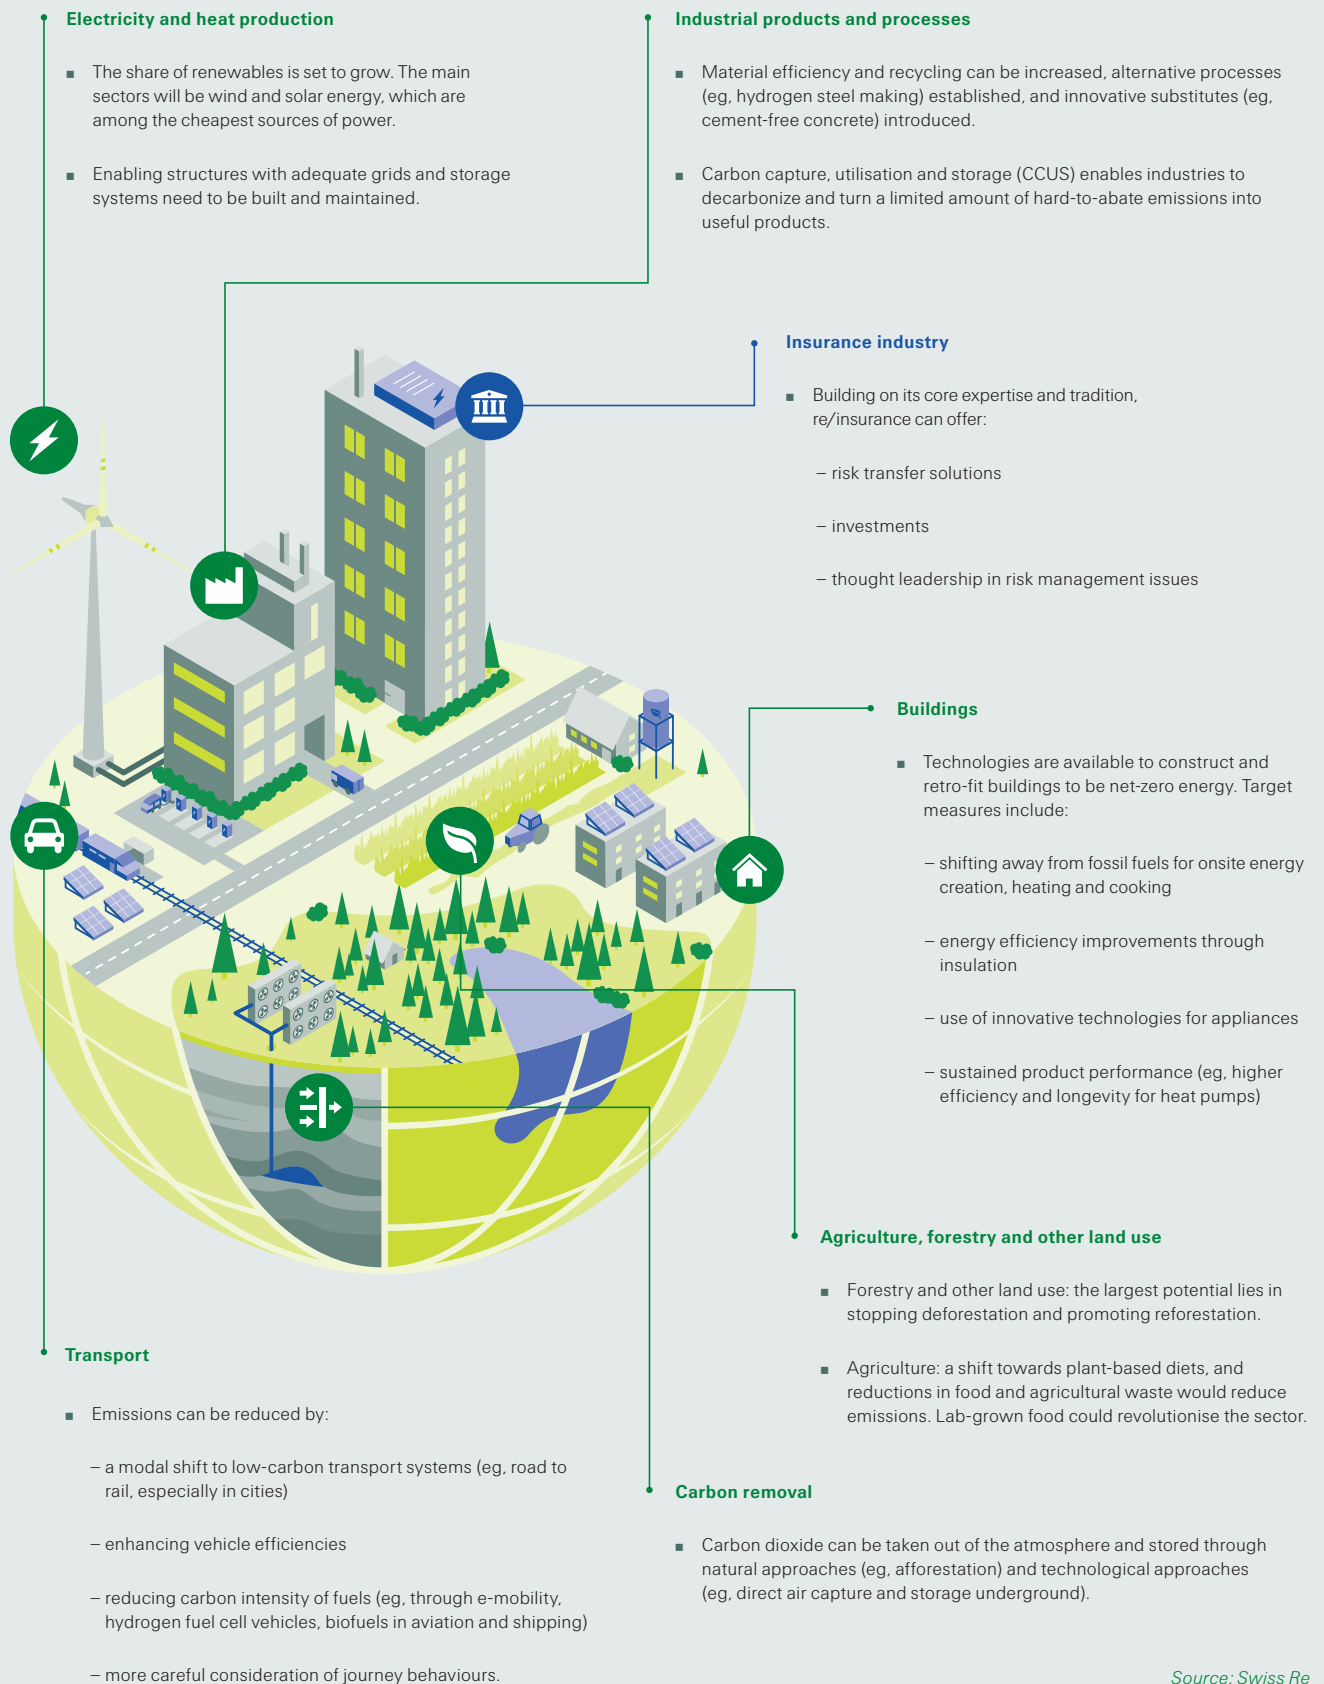 Electricity and heat production
■ The share of renewables is set to grow. The main
sectors will be wind and solar energy, which are
among the cheapest sources of power.
■ Enabling structures with adequate grids and storage
systems need to be built and maintained.
Industrial products and processes
■ Material efficiency and recycling can be increased, alternative processes
(eg, hydrogen steel making) established, and innovative substitutes (eg,
cement-free concrete) introduced.
■ Carbon capture, utilisation and storage (CCUS) enables industries to
decarbonize and turn a limited amount of hard-to-abate emissions into
useful products.
Insurance industry
■ Building on its core expertise and tradition,
re/insurance can offer:
– risk transfer solutions
– investments
– thought leadership in risk management issues
Buildings
■ Technologies are available to construct and
retro-fit buildings to be net-zero energy. Target
measures include:
– shifting away from fossil fuels for onsite energy
creation, heating and cooking
– energy efficiency improvements through
insulation
– use of innovative technologies for appliances
– sustained product performance (eg, higher
efficiency and longevity for heat pumps)
Agriculture, forestry and other land use
■ Forestry and other land use: the largest potential lies in
stopping deforestation and promoting reforestation.
■ Agriculture: a shift towards plant-based diets, and
reductions in food and agricultural waste would reduce
emissions. Lab-grown food could revolutionise the sector.
Transport
■ Emissions can be reduced by:
– a modal shift to low-carbon transport systems (eg, road to
rail, especially in cities)
– enhancing vehicle efficiencies
– reducing carbon intensity of fuels (eg, through e-mobility,
hydrogen fuel cell vehicles, biofuels in aviation and shipping)
– more careful consideration of journey behaviours.
Carbon removal
■ Carbon dioxide can be taken out of the atmosphere and stored through
natural approaches (eg, afforestation) and technological approaches
(eg, direct air capture and storage underground).
Source: Swiss Re